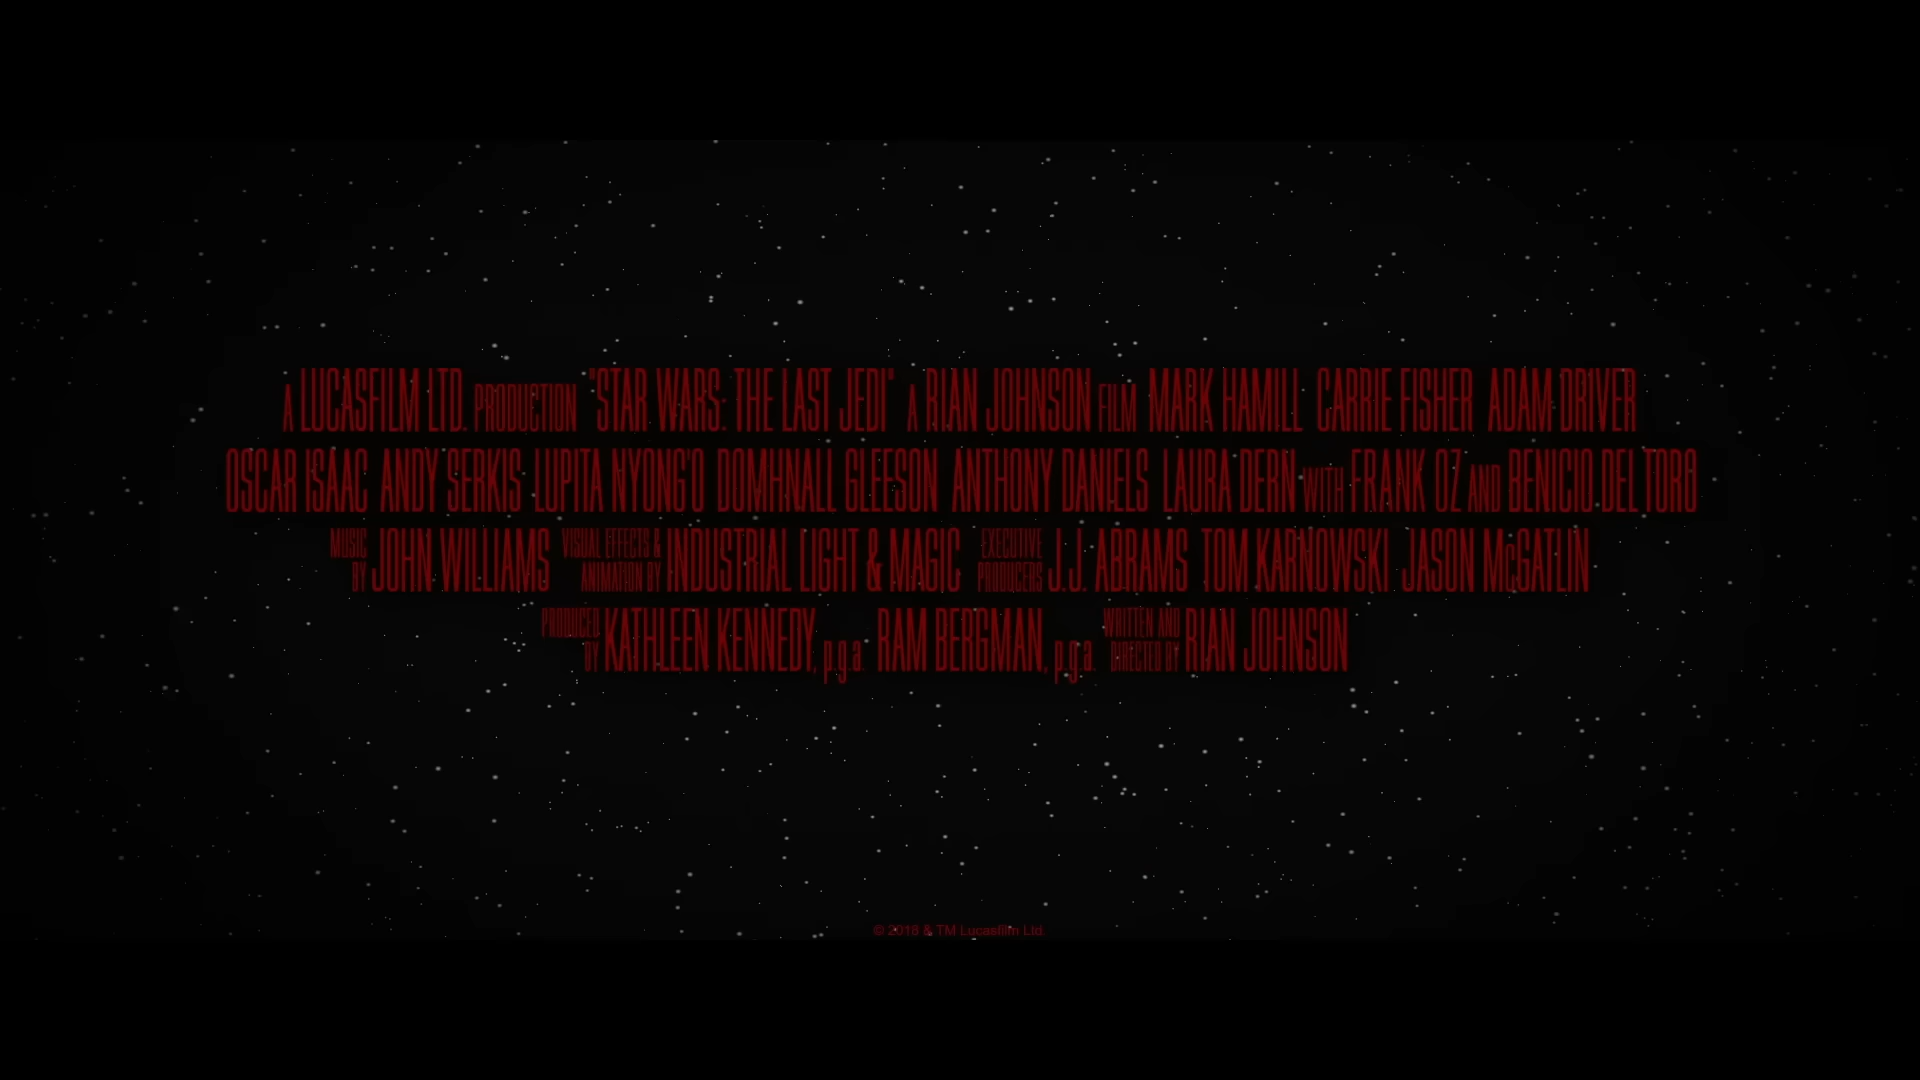 A LUCASFILM LTD. PRODUCTION "STAR WARS: THE LAST JEDI" A RIAN JOHNSON FILM MARK HAMILL CARRIE FISHER ADAM DRIVER
OSCAR ISAAC ANDY SERKIS LUPITA NYONG'O DOMHNALL GLEESON ANTHONY DANIELS LAURA DERN WITH FRANK OZ AND BENICIO DEL TORO
MUSIC BY JOHN WILLIAMS VISUAL EFFECTS & ANIMATION BY INDUSTRIAL LIGHT & MAGIC EXECUTIVE PRODUCERS J.J. ABRAMS TOM KARNOWSKI JASON McGATLIN
PRODUCED BY KATHLEEN KENNEDY, p.g.a. RAM BERGMAN, p.g.a. WRITTEN AND DIRECTED BY RIAN JOHNSON
© 2018 & TM Lucasfilm Ltd.